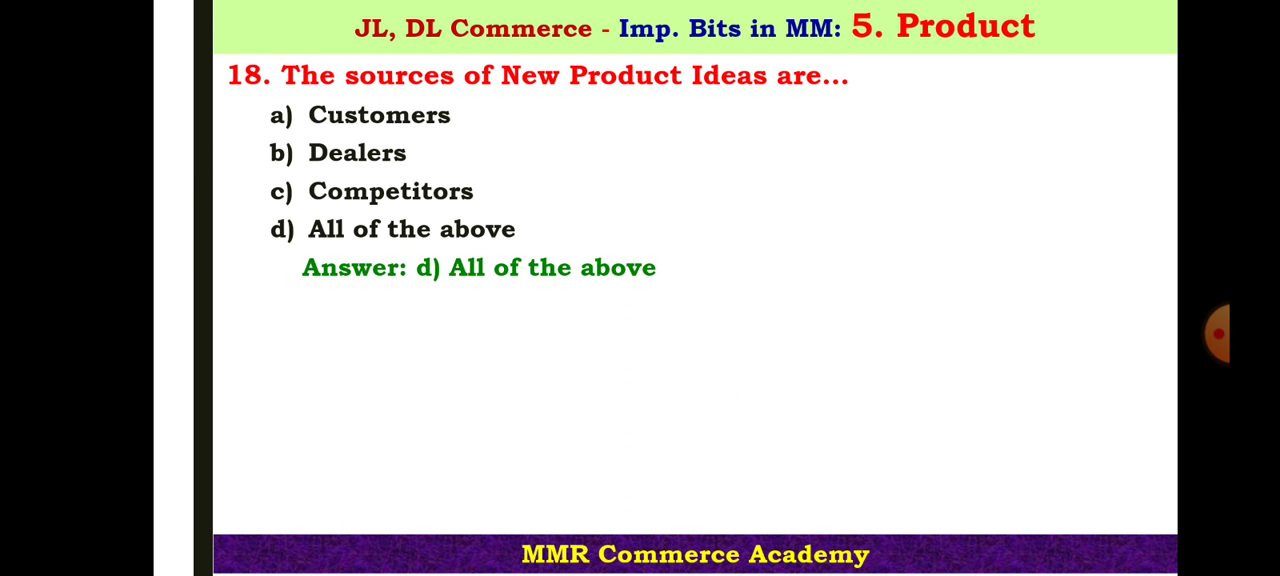 JL, DL Commerce - Imp. Bits in MM: 5. Product
18. The sources of New Product Ideas are...
a) Customers
b) Dealers
c) Competitors
d) All of the above
Answer: d) All of the above
MMR Commerce Academy